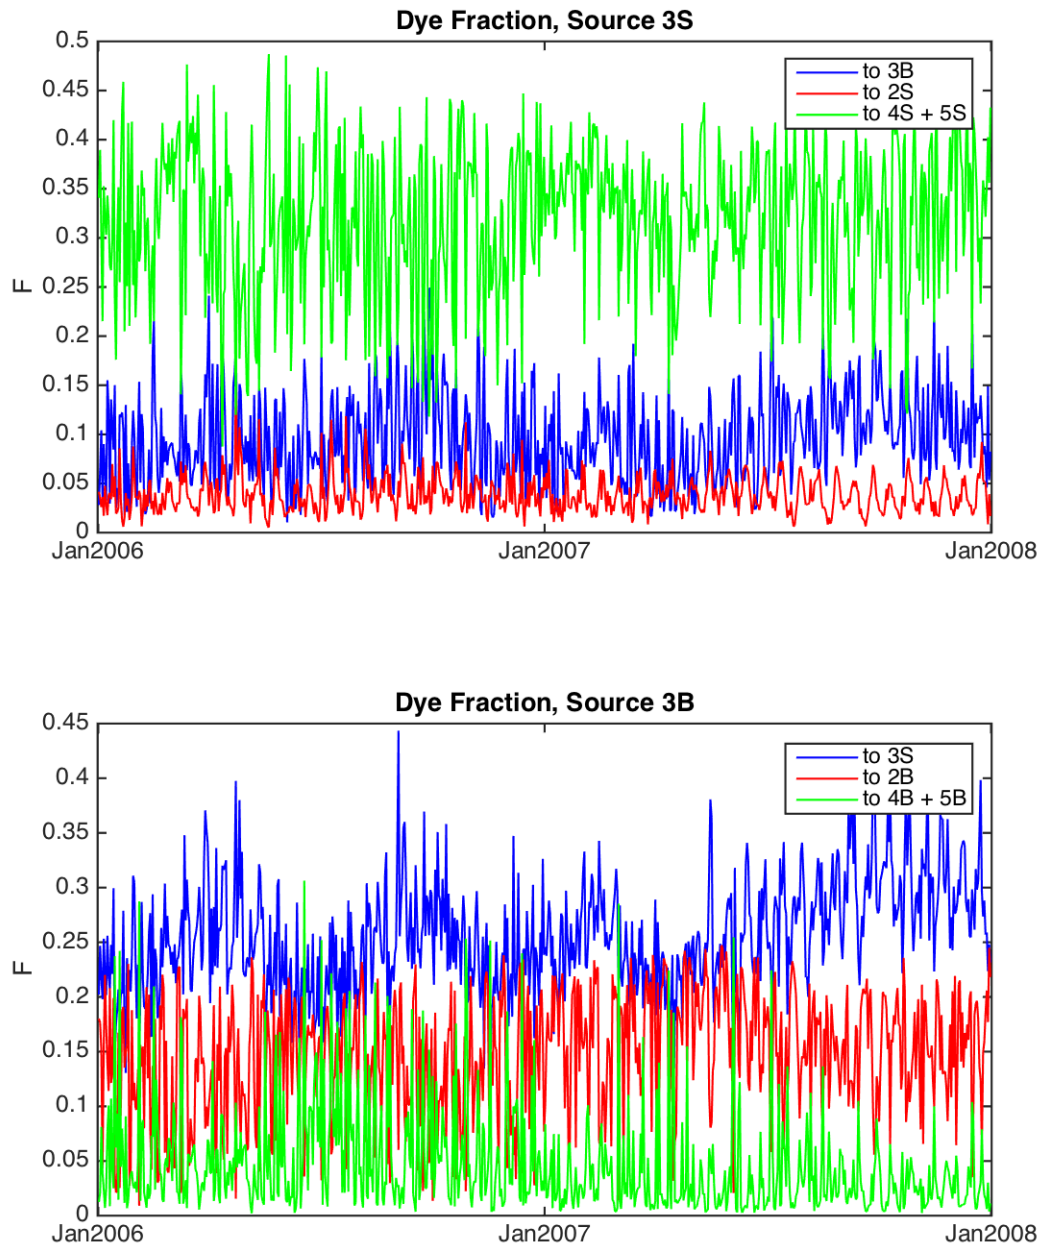 Dye Fraction, Source 3S
0.5
0.45
0.4
0.35
0.3
0.25
0.2
0.15
0.1
0.05
0
F
to 3B
to 2S
to 4S + 5S
Jan2006 Jan2007 Jan2008
Dye Fraction, Source 3B
0.45
0.4
0.35
0.3
0.25
0.2
0.15
0.1
0.05
0
F
to 3S
to 2B
to 4B + 5B
Jan2006 Jan2007 Jan2008